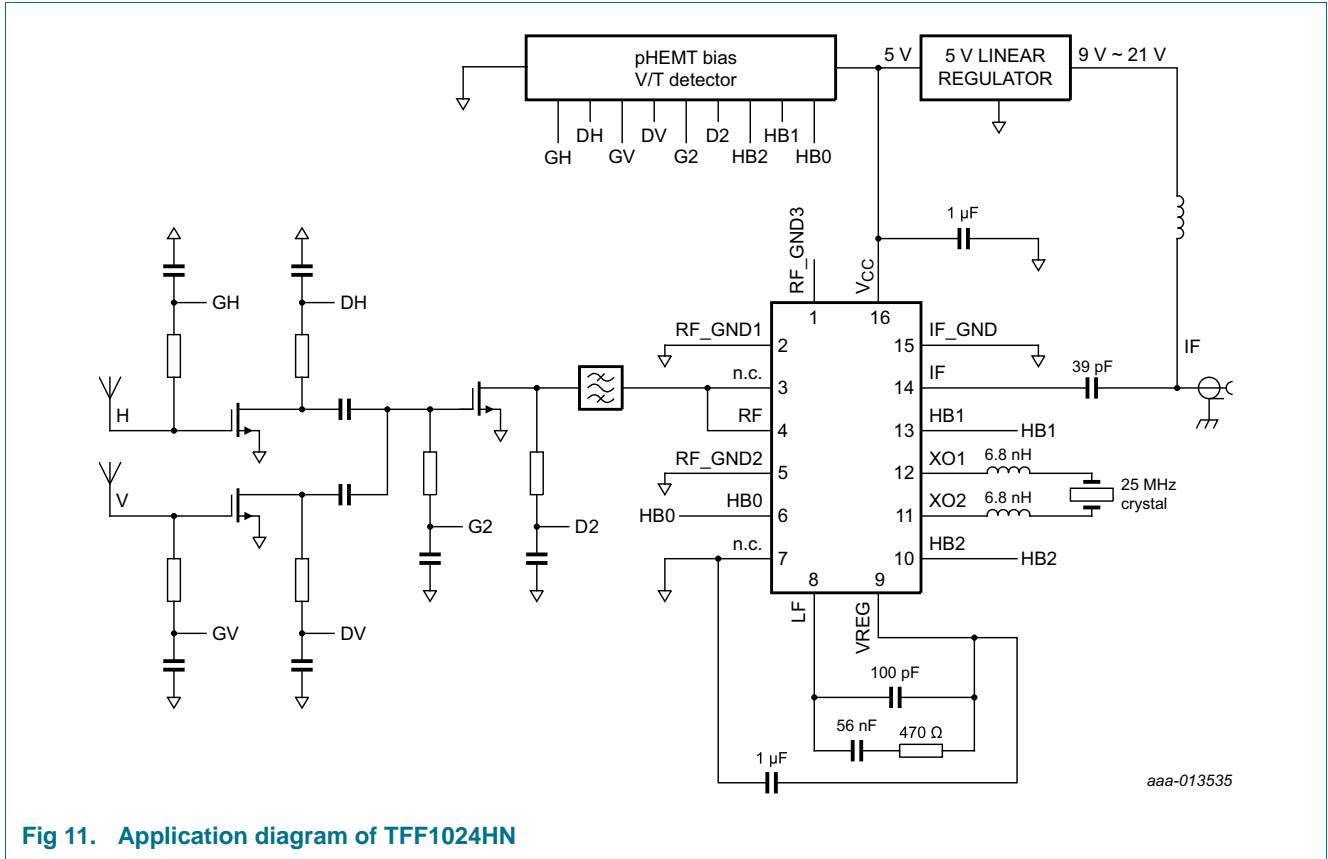 pHEMT bias
V/T detector
5 V
5 V LINEAR
REGULATOR
9 V ~ 21 V
GH
DH
GV
DV
G2
D2
HB2
HB1
HB0
RF_GND3
VCC
1 µF
GH
DH
H
V
GV
DV
G2
D2
1
16
RF_GND1
2
n.c.
3
RF
4
RF_GND2
5
HB0
HB0
6
n.c.
7
15
IF_GND
14
IF
39 pF
IF
13
HB1
HB1
12
XO1
6.8 nH
11
XO2
6.8 nH
25 MHz
crystal
10
HB2
HB2
8
9
LF
VREG
100 pF
56 nF
470 Ω
1 µF
aaa-013535
Fig 11. Application diagram of TFF1024HN